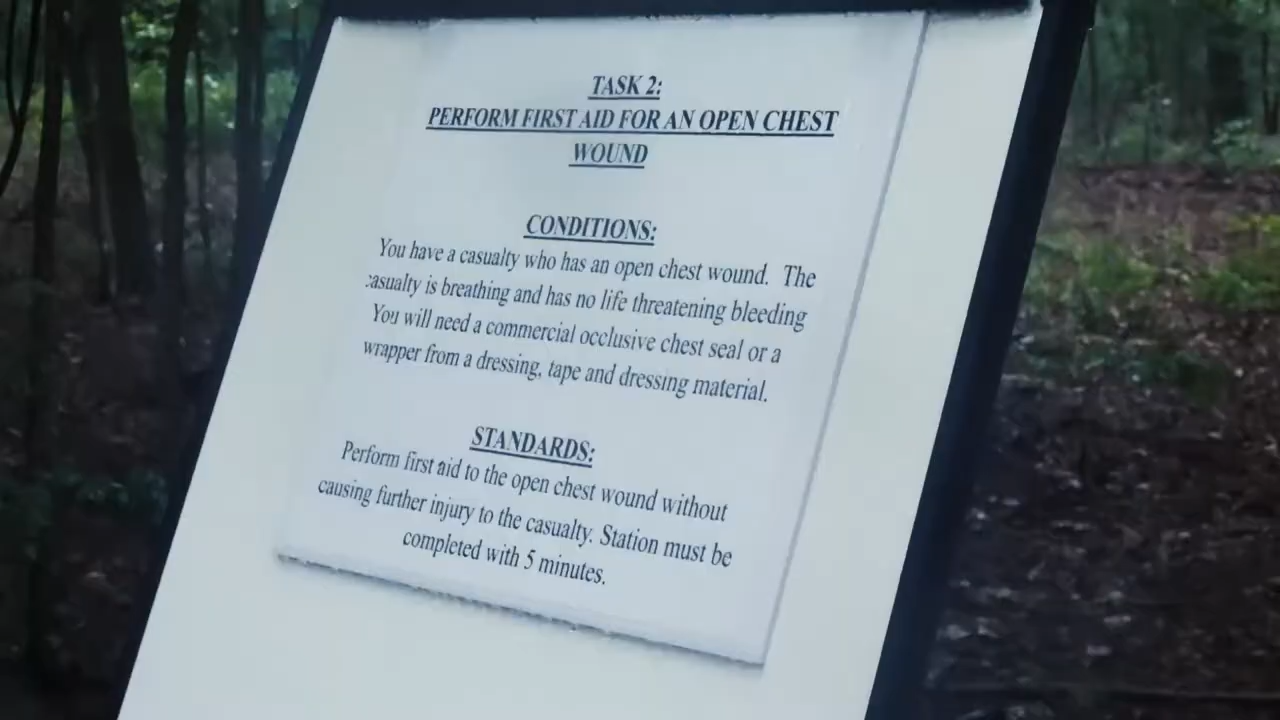 TASK 2:
PERFORM FIRST AID FOR AN OPEN CHEST
WOUND
CONDITIONS:
You have a casualty who has an open chest wound. The
casualty is breathing and has no life threatening bleeding
You will need a commercial occlusive chest seal or a
wrapper from a dressing, tape and dressing material.
STANDARDS:
Perform first aid to the open chest wound without
causing further injury to the casualty. Station must be
completed with 5 minutes.